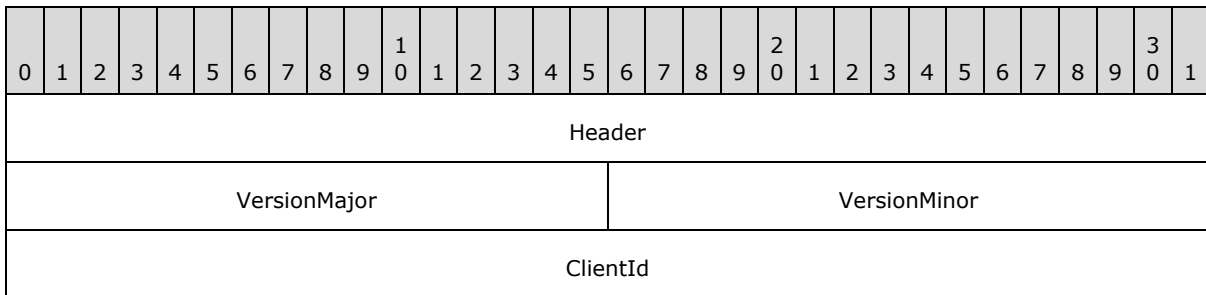 1 2 3
0 1 2 3 4 5 6 7 8 9 0 1 2 3 4 5 6 7 8 9 0 1 2 3 4 5 6 7 8 9 0 1
Header
VersionMajor VersionMinor
ClientId